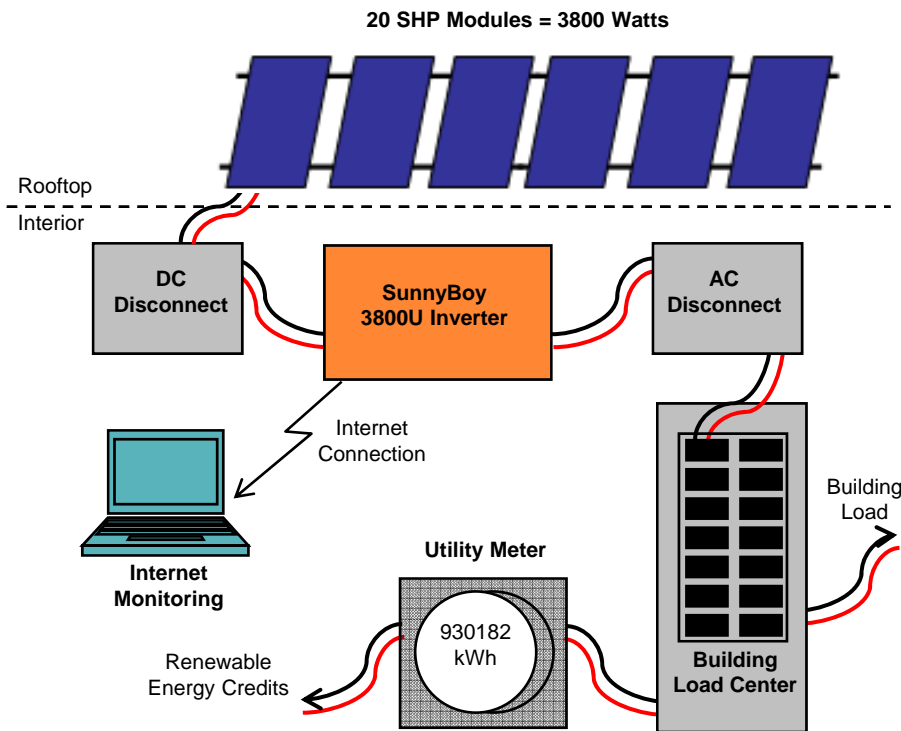 20 SHP Modules = 3800 Watts
Rooftop
Interior
DC
Disconnect
SunnyBoy
3800U Inverter
AC
Disconnect
Internet
Connection
Building
Load
Internet
Monitoring
Utility Meter
930182
kWh
Renewable
Energy Credits
Building
Load Center